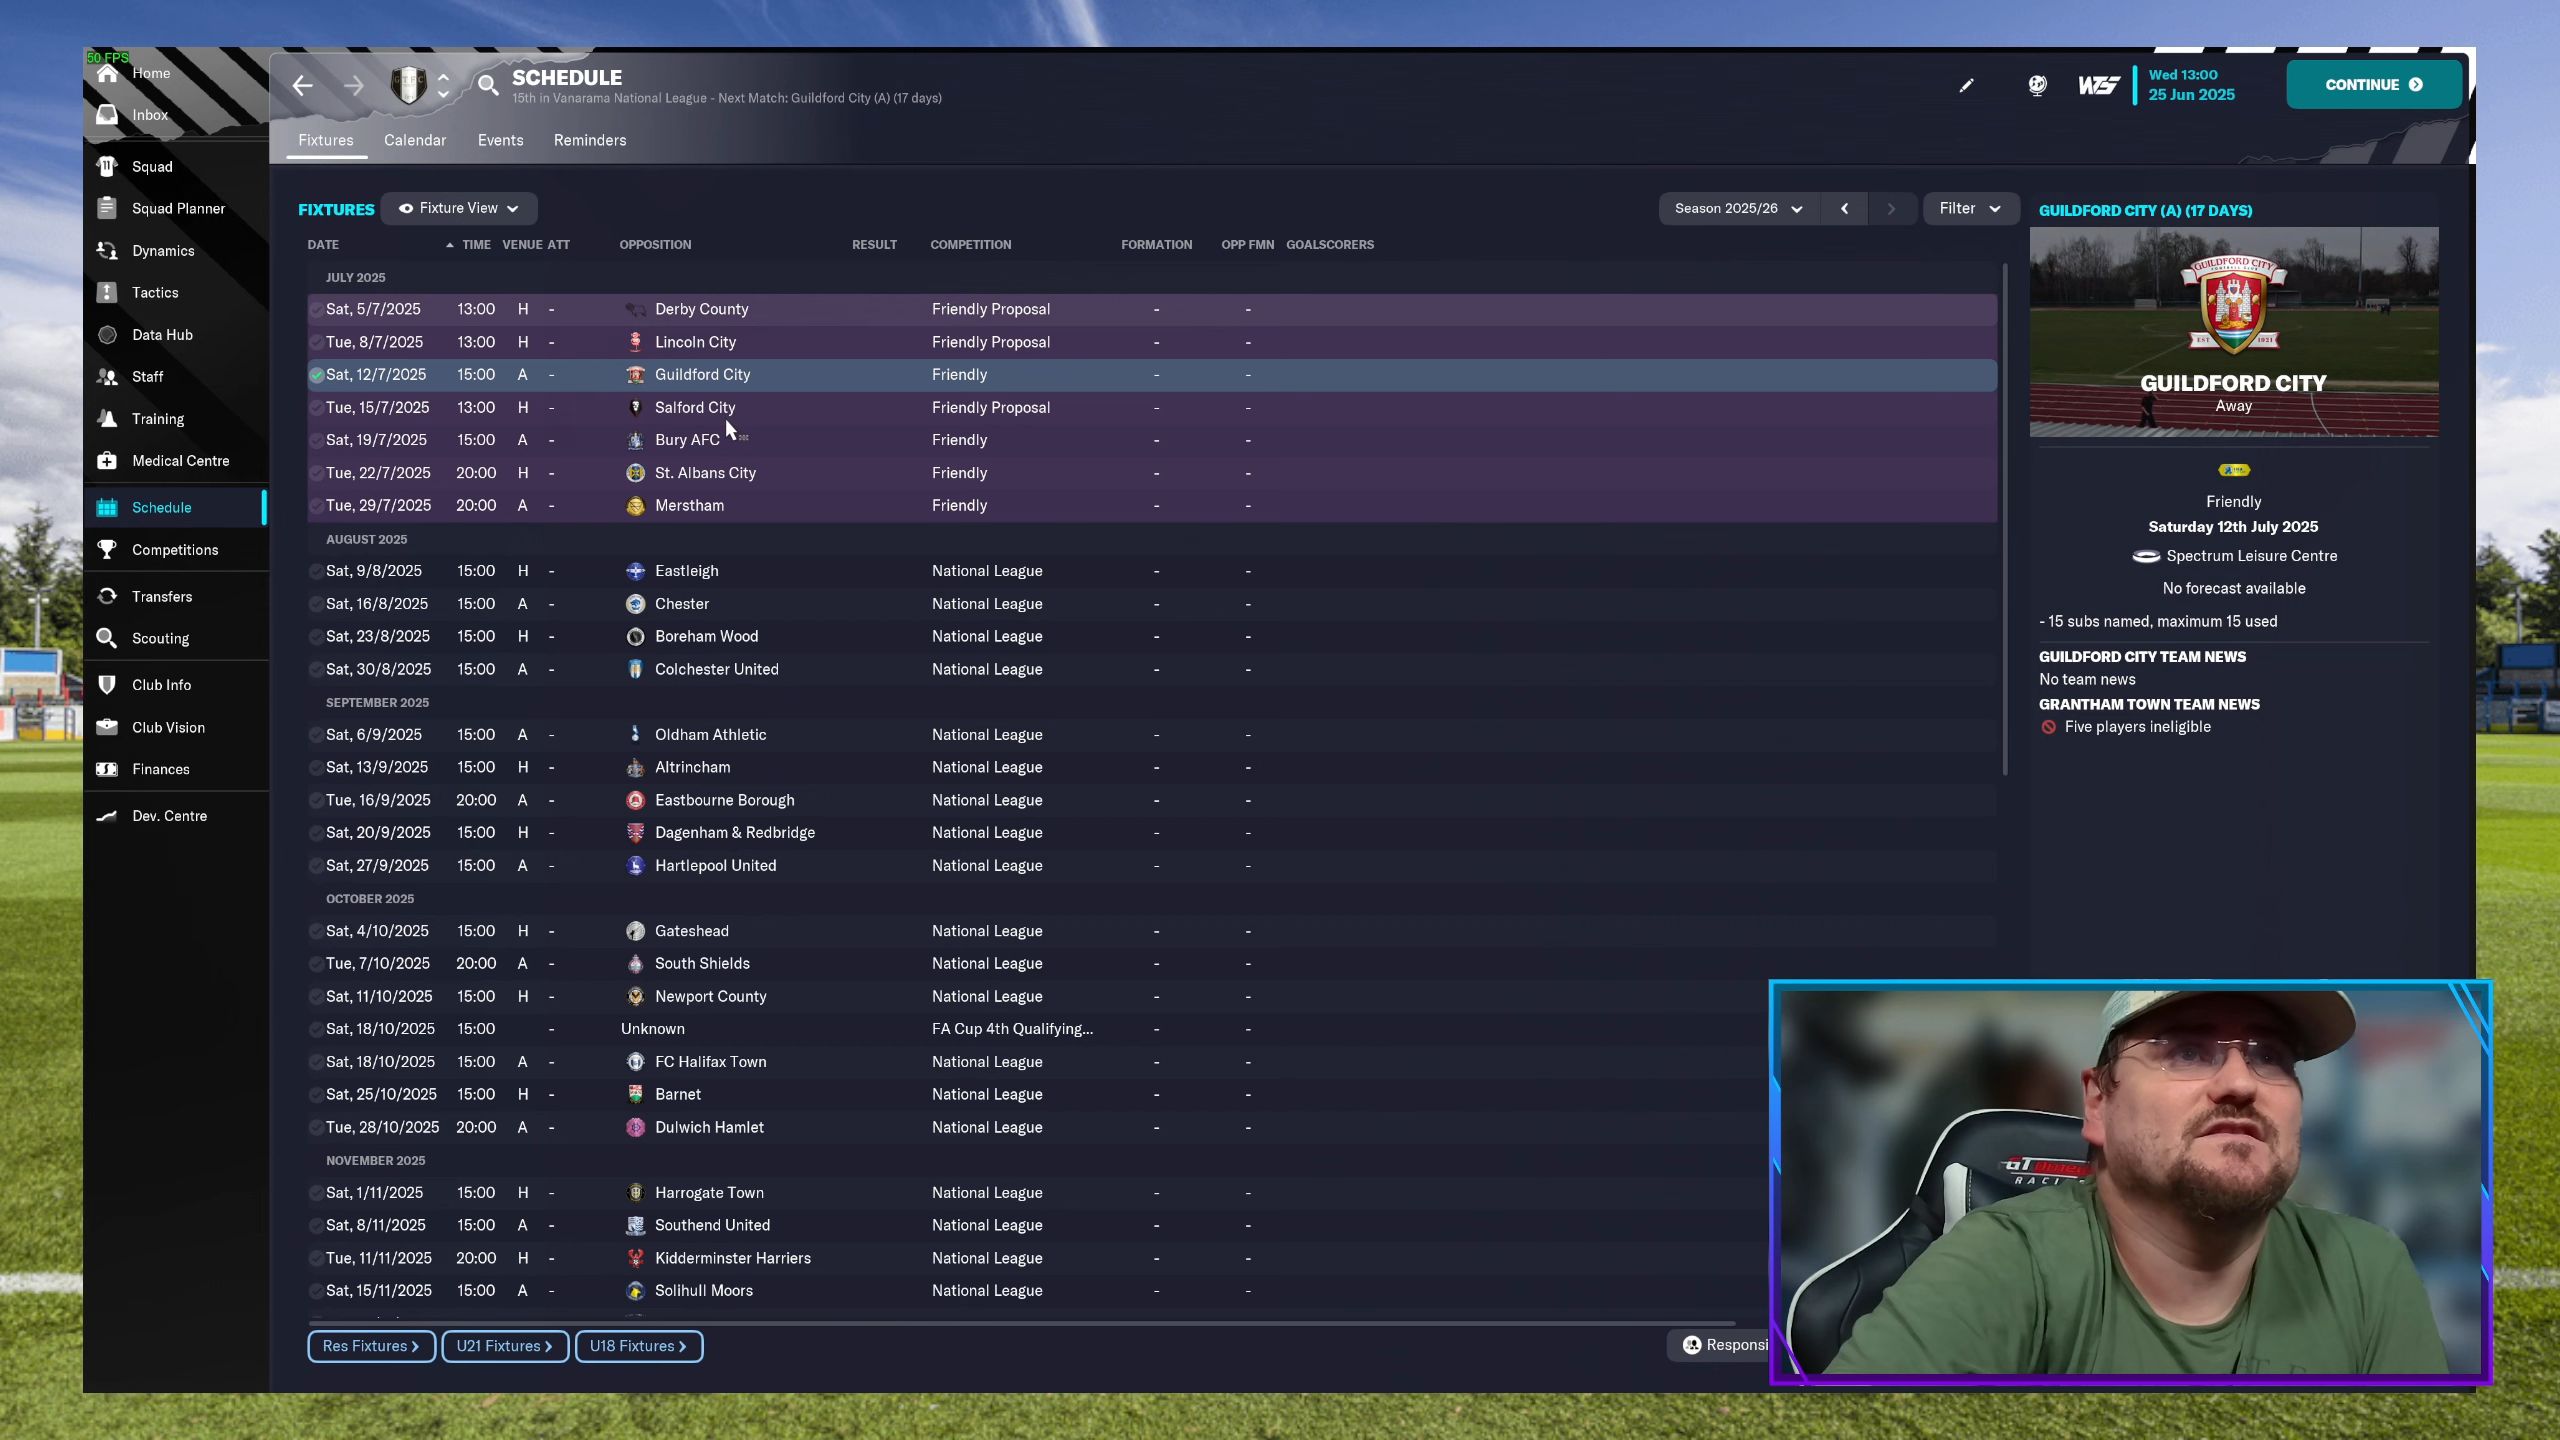 50 FPS
Home
Inbox
Squad
Squad Planner
Dynamics
Tactics
Data Hub
Staff
Training
Medical Centre
Schedule
Competitions
Transfers
Scouting
Club Info
Club Vision
Finances
Dev. Centre
SCHEDULE
15th in Vanarama National League - Next Match: Guildford City (A) (17 days)
Wed 13:00
25 Jun 2025
CONTINUE
Fixtures Calendar Events Reminders
FIXTURES Fixture View Season 2025/26 Filter
DATE TIME VENUE ATT OPPOSITION RESULT COMPETITION FORMATION OPP FMN GOALSCORERS
JULY 2025
Sat, 5/7/2025 13:00 H - Derby County Friendly Proposal - -
Tue, 8/7/2025 13:00 H - Lincoln City Friendly Proposal - -
Sat, 12/7/2025 15:00 A - Guildford City Friendly - -
Tue, 15/7/2025 13:00 H - Salford City Friendly Proposal - -
Sat, 19/7/2025 15:00 A - Bury AFC Friendly - -
Tue, 22/7/2025 20:00 H - St. Albans City Friendly - -
Tue, 29/7/2025 20:00 A - Merstham Friendly - -
AUGUST 2025
Sat, 9/8/2025 15:00 H - Eastleigh National League - -
Sat, 16/8/2025 15:00 A - Chester National League - -
Sat, 23/8/2025 15:00 H - Boreham Wood National League - -
Sat, 30/8/2025 15:00 A - Colchester United National League - -
SEPTEMBER 2025
Sat, 6/9/2025 15:00 A - Oldham Athletic National League - -
Sat, 13/9/2025 15:00 H - Altrincham National League - -
Tue, 16/9/2025 20:00 A - Eastbourne Borough National League - -
Sat, 20/9/2025 15:00 H - Dagenham & Redbridge National League - -
Sat, 27/9/2025 15:00 A - Hartlepool United National League - -
OCTOBER 2025
Sat, 4/10/2025 15:00 H - Gateshead National League - -
Tue, 7/10/2025 20:00 A - South Shields National League - -
Sat, 11/10/2025 15:00 H - Newport County National League - -
Sat, 18/10/2025 15:00 - Unknown FA Cup 4th Qualifying... - -
Sat, 18/10/2025 15:00 A - FC Halifax Town National League - -
Sat, 25/10/2025 15:00 H - Barnet National League - -
Tue, 28/10/2025 20:00 A - Dulwich Hamlet National League - -
NOVEMBER 2025
Sat, 1/11/2025 15:00 H - Harrogate Town National League - -
Sat, 8/11/2025 15:00 A - Southend United National League - -
Tue, 11/11/2025 20:00 H - Kidderminster Harriers National League - -
Sat, 15/11/2025 15:00 A - Solihull Moors National League - -
Res Fixtures U21 Fixtures U18 Fixtures Responsi
GUILDFORD CITY (A) (17 DAYS)
GUILDFORD CITY
FOOTBALL CLUB
EST 1921
GUILDFORD CITY
Away
Friendly
Saturday 12th July 2025
Spectrum Leisure Centre
No forecast available
- 15 subs named, maximum 15 used
GUILDFORD CITY TEAM NEWS
No team news
GRANTHAM TOWN TEAM NEWS
Five players ineligible
GT Omega
RACI